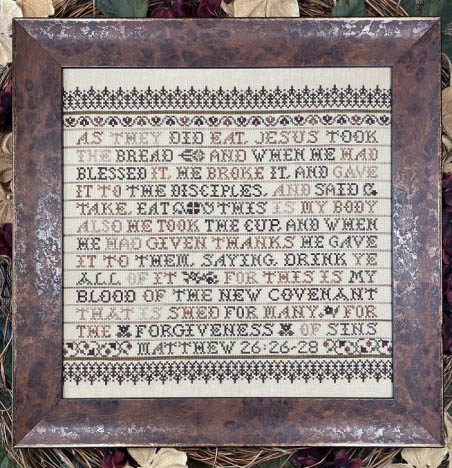 AS THEY DID EAT, JESUS TOOK
THE BREAD AND WHEN HE HAD
BLESSED IT, HE BROKE IT, AND GAVE
IT TO THE DISCIPLES, AND SAID
TAKE, EAT THIS IS MY BODY
ALSO HE TOOK THE CUP, AND WHEN
HE HAD GIVEN THANKS HE GAVE
IT TO THEM, SAYING, DRINK YE
ALL OF IT FOR THIS IS MY
BLOOD OF THE NEW COVENANT
THAT IS SHED FOR MANY, FOR
THE FORGIVENESS OF SINS
MATTHEW 26:26-28